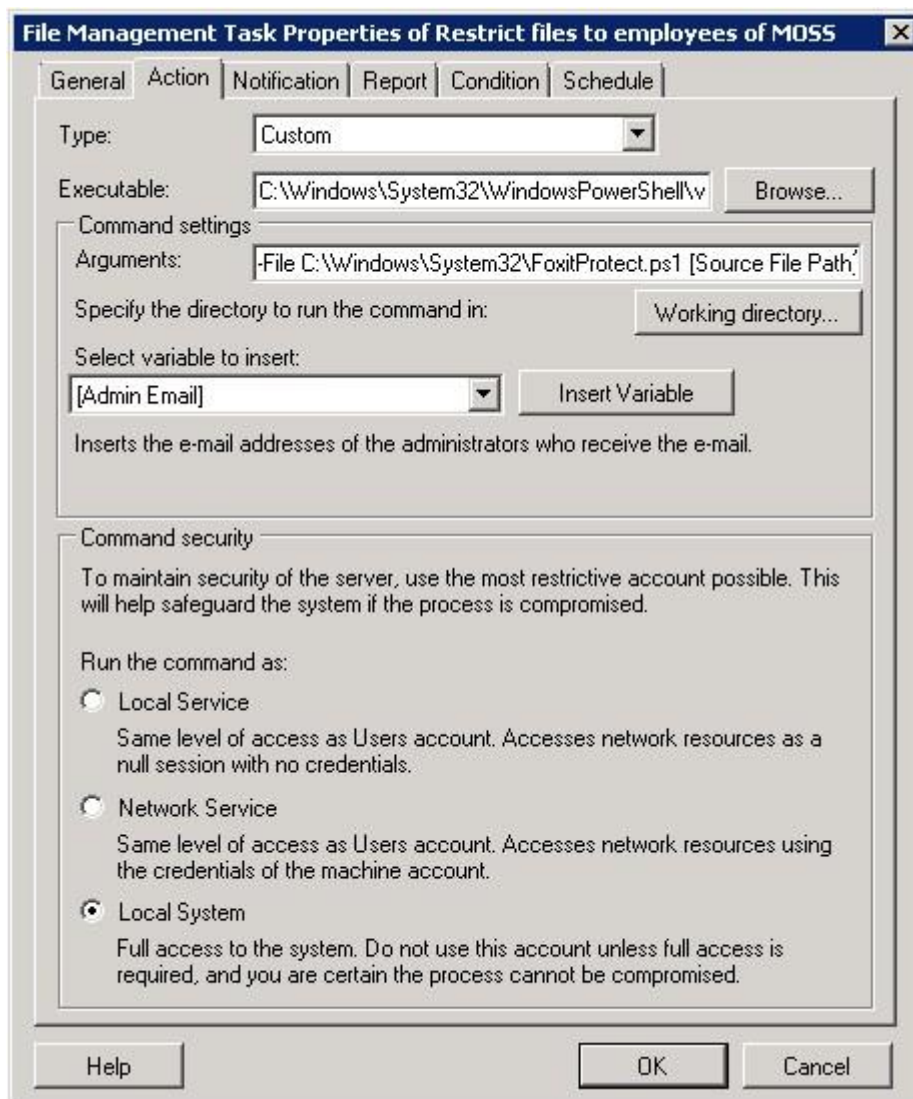 File Management Task Properties of Restrict files to employees of MOSS
General Action Notification Report Condition Schedule
Type: Custom
Executable: C:\Windows\System32\WindowsPowerShell\v Browse...
Command settings
Arguments: -File C:\Windows\System32\FoxitProtect.ps1 [Source File Path]
Specify the directory to run the command in: Working directory...
Select variable to insert:
[Admin Email] Insert Variable
Inserts the e-mail addresses of the administrators who receive the e-mail.
Command security
To maintain security of the server, use the most restrictive account possible. This
will help safeguard the system if the process is compromised.
Run the command as:
Local Service
Same level of access as Users account. Accesses network resources as a
null session with no credentials.
Network Service
Same level of access as Users account. Accesses network resources using
the credentials of the machine account.
Local System
Full access to the system. Do not use this account unless full access is
required, and you are certain the process cannot be compromised.
Help OK Cancel